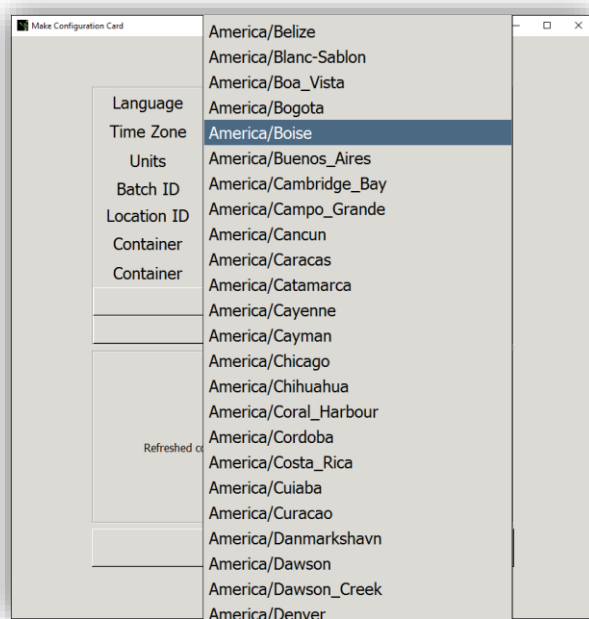 Make Configuration Card
Language
Time Zone
Units
Batch ID
Location ID
Container
Container
Refreshed
America/Belize
America/Blanc-Sablon
America/Boa_Vista
America/Bogota
America/Boise
America/Buenos_Aires
America/Cambridge_Bay
America/Campo_Grande
America/Cancun
America/Caracas
America/Catamarca
America/Cayenne
America/Cayman
America/Chicago
America/Chihuahua
America/Coral_Harbour
America/Cordoba
America/Costa_Rica
America/Cuiaba
America/Curacao
America/Danmarkshavn
America/Dawson
America/Dawson_Creek
America/Denver